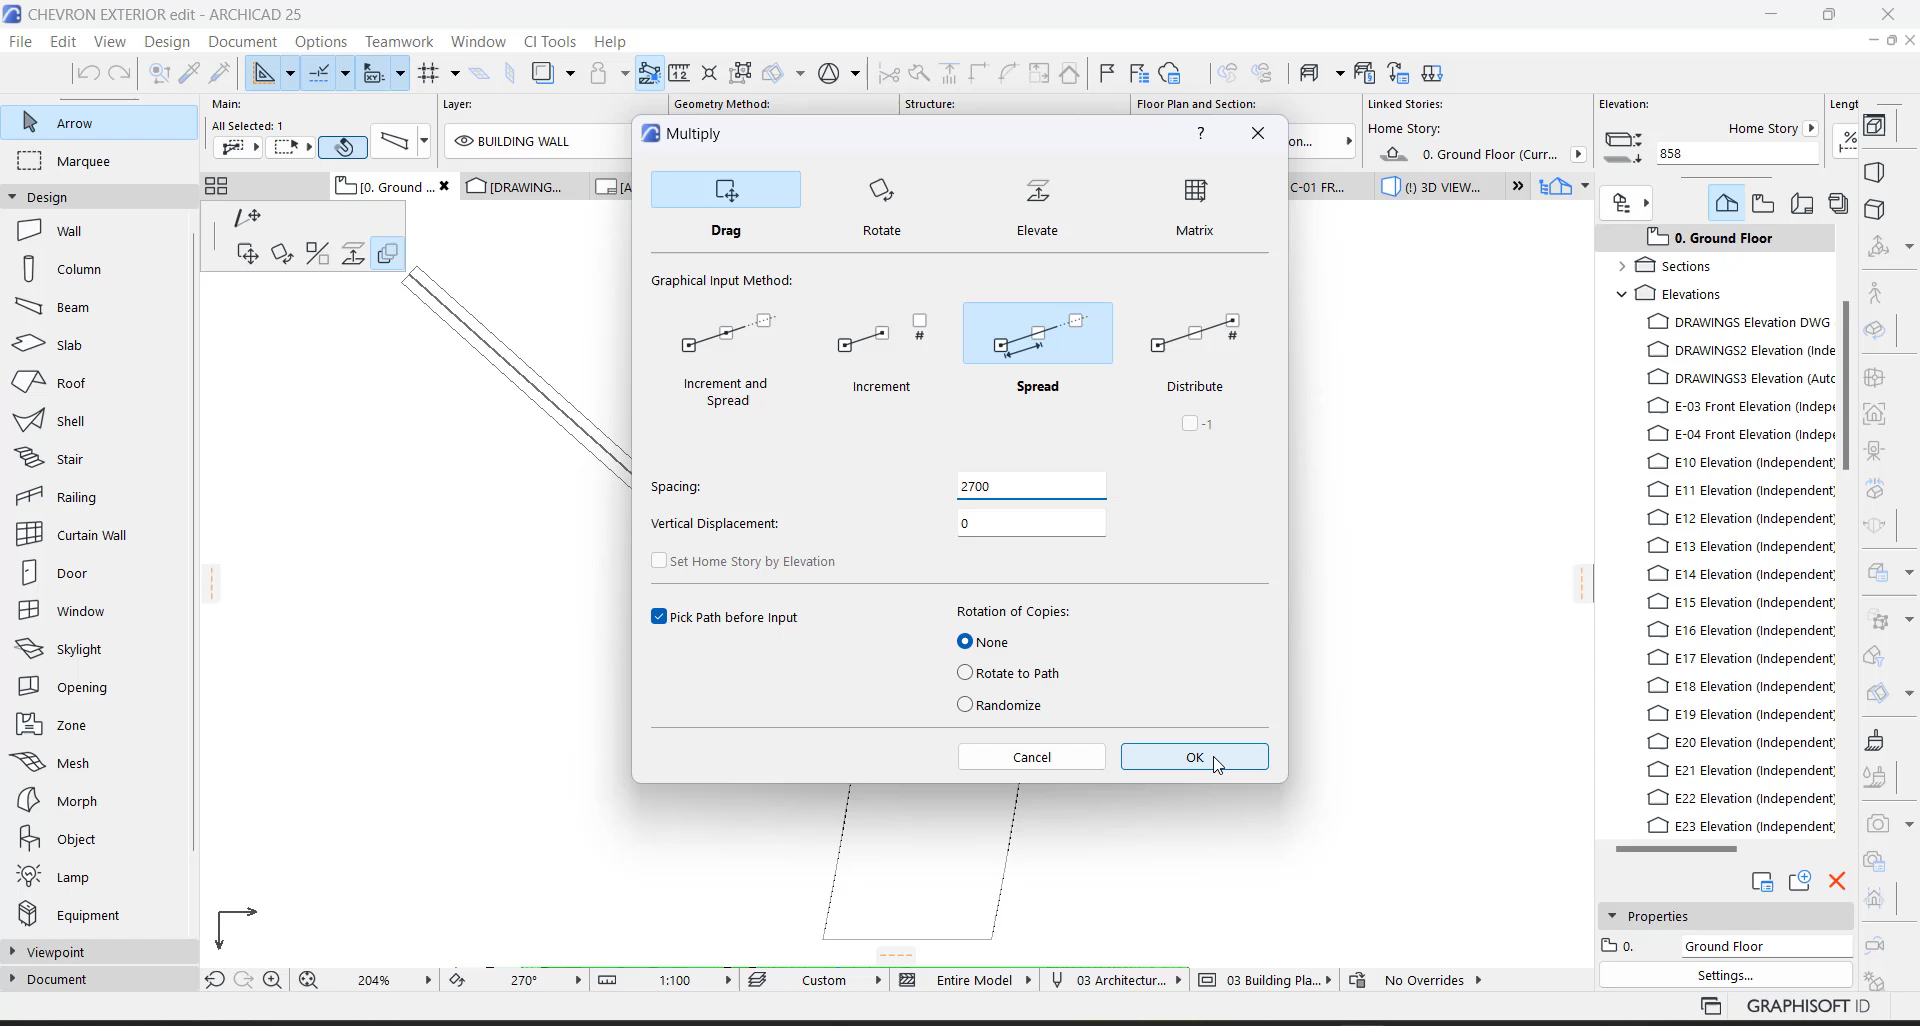 CHEVRON EXTERIOR edit - ARCHICAD 25
File Edit View Design Document Options Teamwork Window CI Tools Help
Main: Layer: Geometry Method: Structure: Floor Plan and Section: Linked Stories: Elevation: Lengt
All Selected: 1
BUILDING WALL
on...
Home Story:
0. Ground Floor (Curr...
Home Story
858
Arrow
Marquee
Design
Wall
Column
Beam
Slab
Roof
Shell
Stair
Railing
Curtain Wall
Door
Window
Skylight
Opening
Zone
Mesh
Morph
Object
Lamp
Equipment
Viewpoint
Document
[0. Ground ... [DRAWING... [A C-01 FR... (!) 3D VIEW...
Multiply ?
Drag Rotate Elevate Matrix
Graphical Input Method:
Increment and Spread Increment Spread Distribute
-1
Spacing: 2700
Vertical Displacement: 0
Set Home Story by Elevation
Pick Path before Input
Rotation of Copies:
None
Rotate to Path
Randomize
Cancel OK
0. Ground Floor
Sections
Elevations
DRAWINGS Elevation DWG
DRAWINGS2 Elevation (Inde
DRAWINGS3 Elevation (Auto
E-03 Front Elevation (Indepe
E-04 Front Elevation (Indepe
E10 Elevation (Independent)
E11 Elevation (Independent)
E12 Elevation (Independent)
E13 Elevation (Independent)
E14 Elevation (Independent)
E15 Elevation (Independent)
E16 Elevation (Independent)
E17 Elevation (Independent)
E18 Elevation (Independent)
E19 Elevation (Independent)
E20 Elevation (Independent)
E21 Elevation (Independent)
E22 Elevation (Independent)
E23 Elevation (Independent)
Properties
0. Ground Floor
Settings...
204% 270° 1:100 Custom Entire Model 03 Architectur... 03 Building Pla... No Overrides
GRAPHISOFT ID